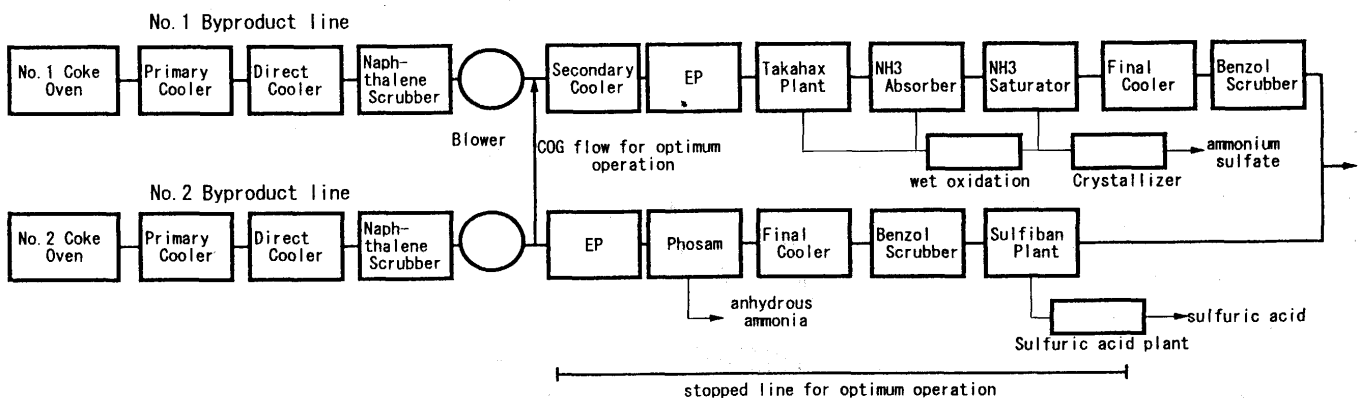 No.1 Byproduct line
No.1 Coke
Oven
Primary
Cooler
Direct
Cooler
Naph-
thalene
Scrubber
Blower
Secondary
Cooler
EP
Takahax
Plant
NH3
Absorber
NH3
Saturator
Final
Cooler
Benzol
Scrubber
COG flow for optimum
operation
wet oxidation
Crystallizer
ammonium
sulfate
No.2 Byproduct line
No.2 Coke
Oven
Primary
Cooler
Direct
Cooler
Naph-
thalene
Scrubber
EP
Phosam
Final
Cooler
Benzol
Scrubber
Sulfiban
Plant
anhydrous
ammonia
sulfuric acid
Sulfuric acid plant
stopped line for optimum operation